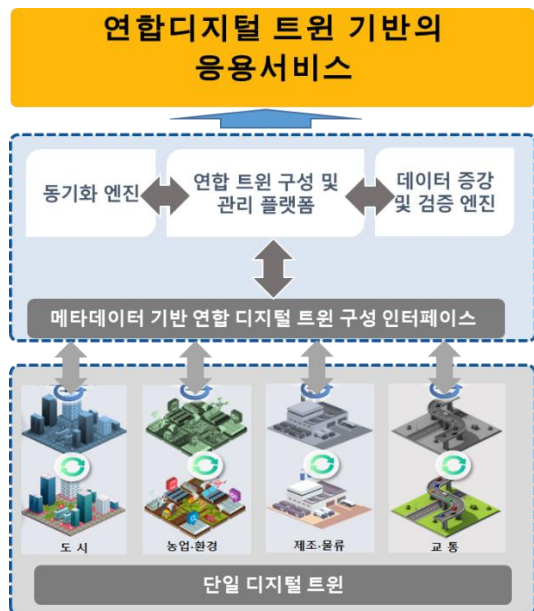 연합디지털 트윈 기반의
응용서비스
동기화 엔진
연합 트윈 구성 및
관리 플랫폼
데이터 증강
및 검증 엔진
메타데이터 기반 연합 디지털 트윈 구성 인터페이스
도 시
농업·환경
제조·물류
교 통
단일 디지털 트윈